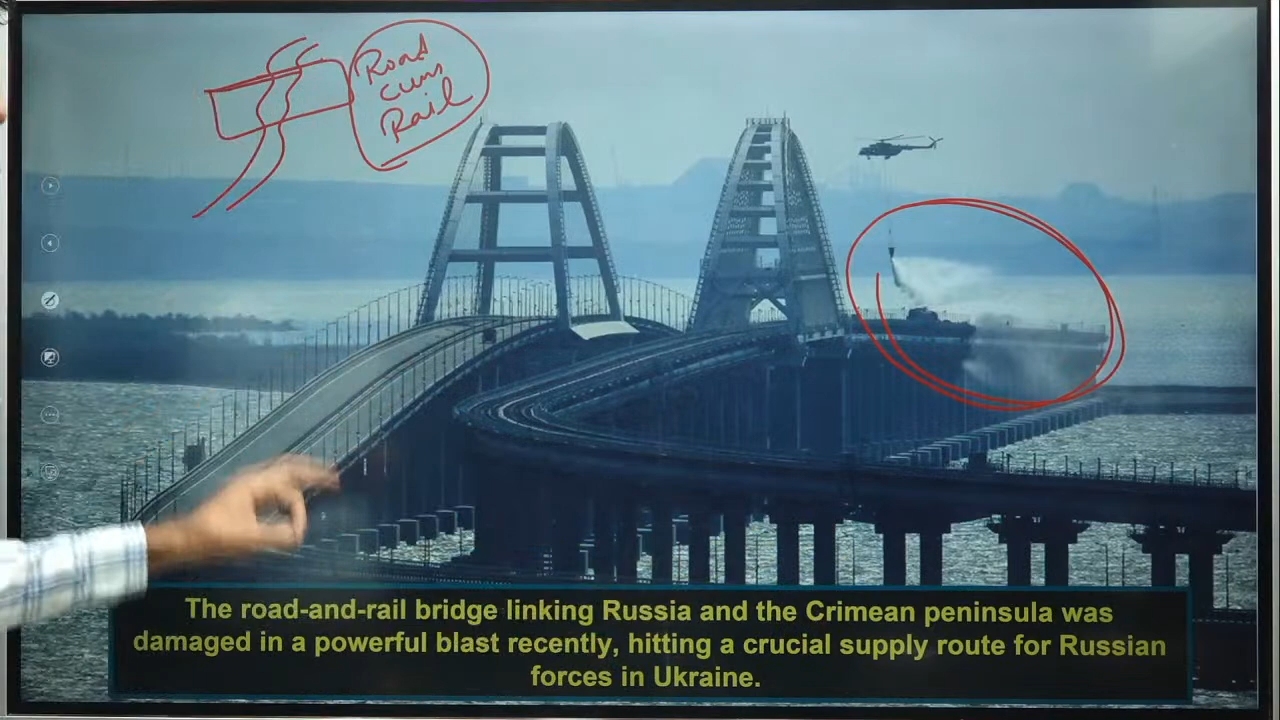 Road
cum
Rail
The road-and-rail bridge linking Russia and the Crimean peninsula was
damaged in a powerful blast recently, hitting a crucial supply route for Russian
forces in Ukraine.